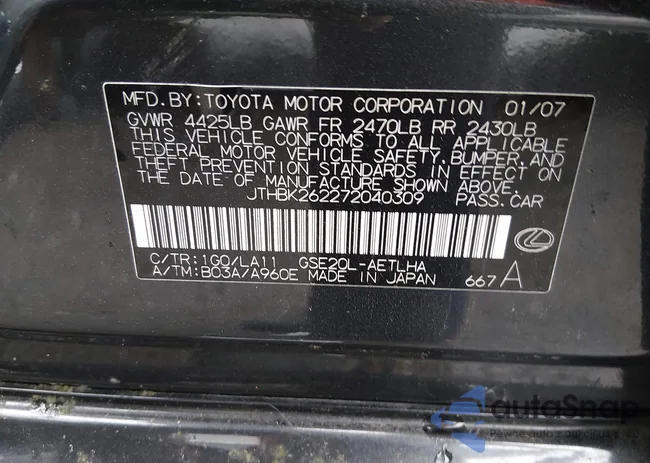 MFD.BY:TOYOTA MOTOR CORPORATION 01/07
GVWR 4425LB GAWR FR 2470LB RR 2430LB
THIS VEHICLE CONFORMS TO ALL APPLICABLE
FEDERAL MOTOR VEHICLE SAFETY,BUMPER,AND
THEFT PREVENTION STANDARDS IN EFFECT ON
THE DATE OF MANUFACTURE SHOWN ABOVE.
JTHBK262272040309 PASS.CAR
C/TR:1G0/LA11 GSE20L-AETLHA
A/TM:B03A/A960E MADE IN JAPAN 667 A
autoSnap